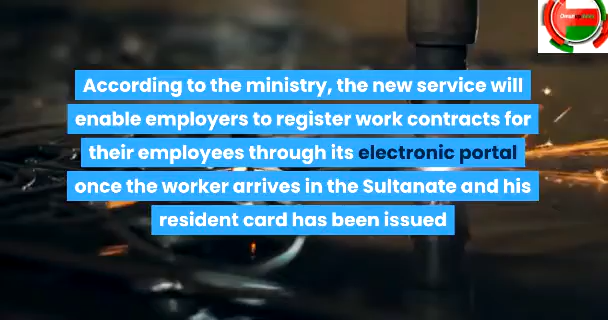 According to the ministry, the new service will
enable employers to register work contracts for
their employees through its electronic portal
once the worker arrives in the Sultanate and his
resident card has been issued